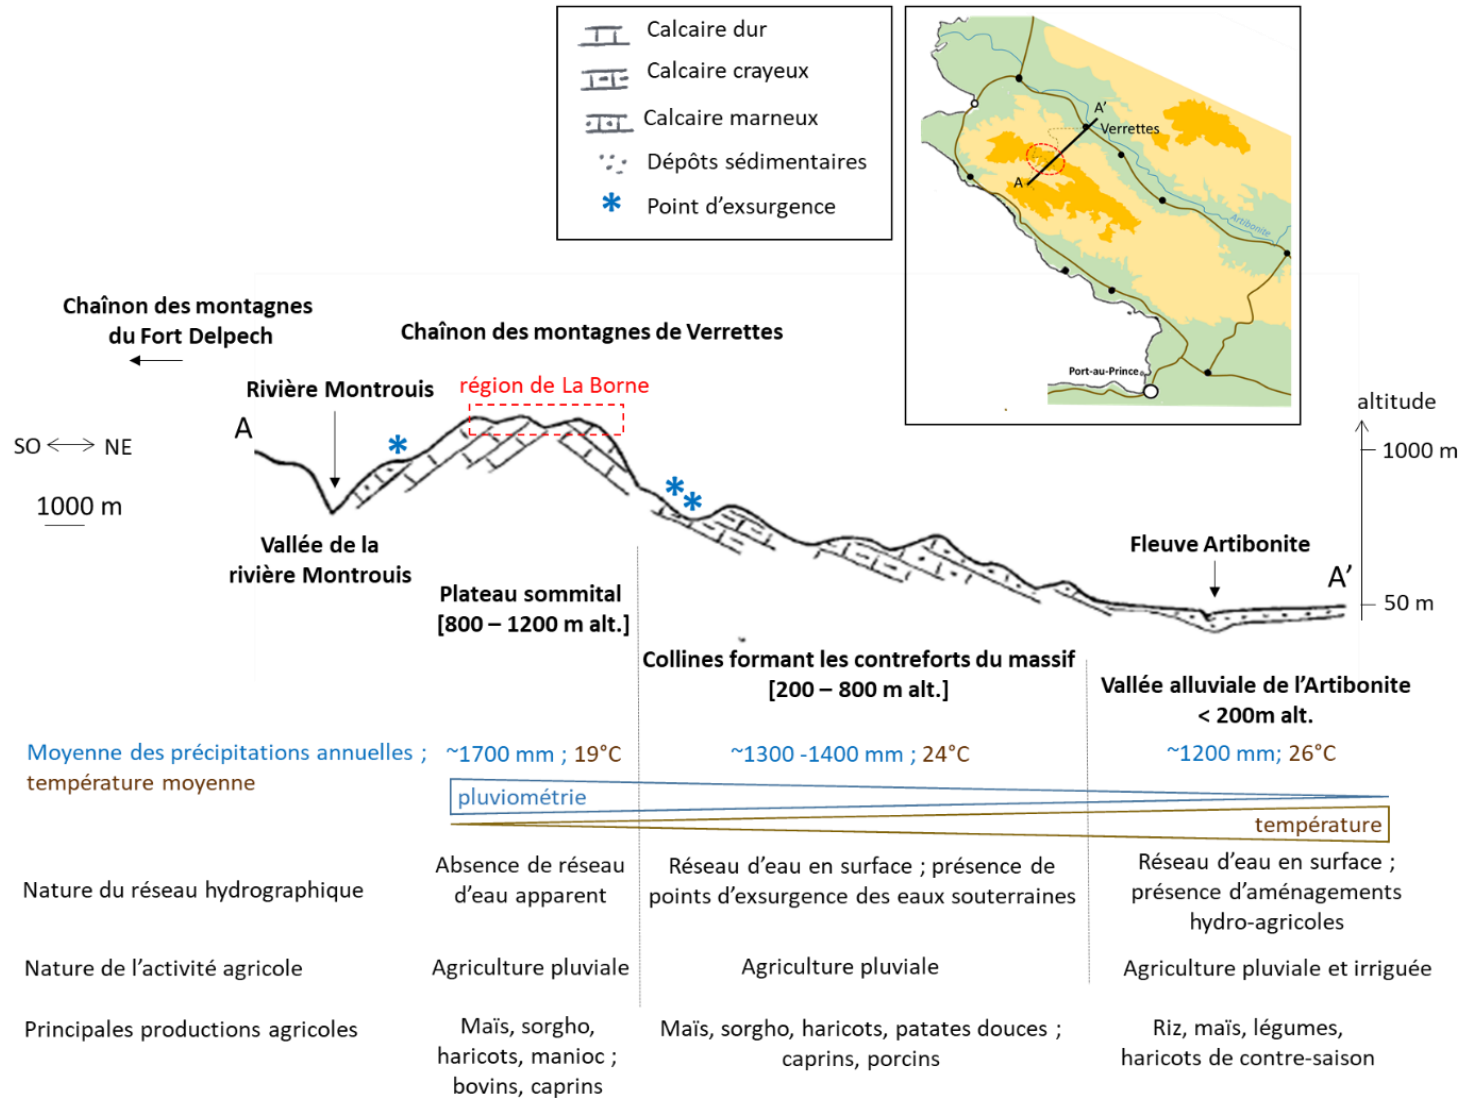 Calcaire dur
Calcaire crayeux
Calcaire marneux
Dépôts sédimentaires
Point d'exsurgence
A'
Verrettes
A
Artibonite
Port-au-Prince
Chaînon des montagnes
du Fort Delpech
Chaînon des montagnes de Verrettes
Rivière Montrouis
région de La Borne
altitude
A
SO NE
1000 m
1000 m
Vallée de la
rivière Montrouis
Fleuve Artibonite
A'
50 m
Plateau sommital
[800 – 1200 m alt.]
Collines formant les contreforts du massif
[200 – 800 m alt.]
Vallée alluviale de l'Artibonite
< 200m alt.
Moyenne des précipitations annuelles ;
température moyenne
~1700 mm ; 19°C
~1300 -1400 mm ; 24°C
~1200 mm; 26°C
pluviométrie
température
Nature du réseau hydrographique
Absence de réseau
d'eau apparent
Réseau d'eau en surface ; présence de
points d'exsurgence des eaux souterraines
Réseau d'eau en surface ;
présence d'aménagements
hydro-agricoles
Nature de l'activité agricole
Agriculture pluviale
Agriculture pluviale
Agriculture pluviale et irriguée
Principales productions agricoles
Maïs, sorgho,
haricots, manioc ;
bovins, caprins
Maïs, sorgho, haricots, patates douces ;
caprins, porcins
Riz, maïs, légumes,
haricots de contre-saison